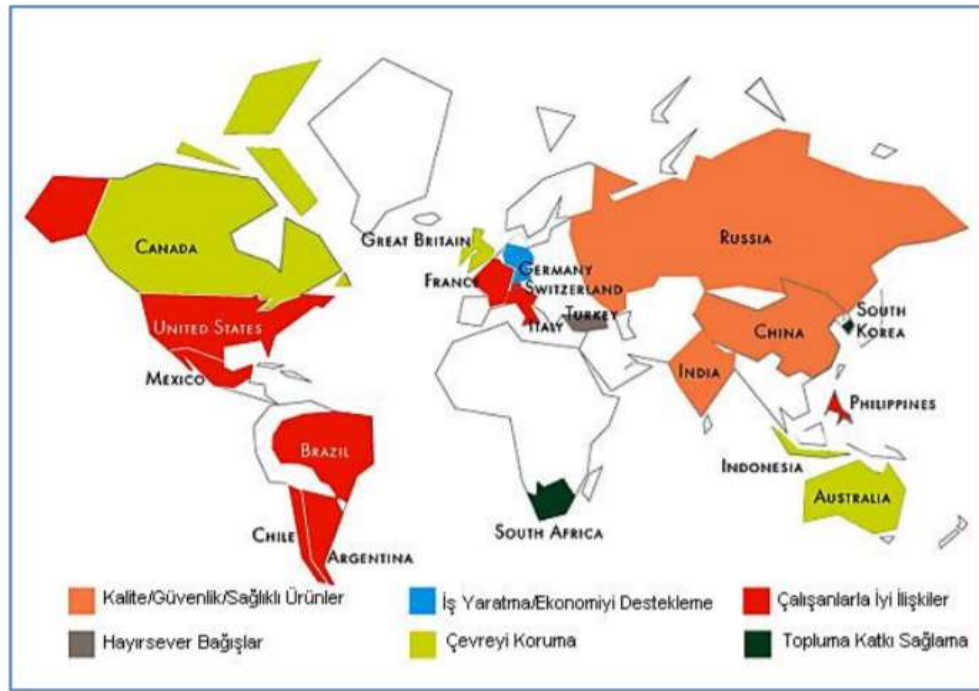 CANADA
GREAT BRITAIN
RUSSIA
FRANCE
GERMANY
SWITZERLAND
UNITED STATES
ITALY
TURKEY
CHINA
SOUTH
KOREA
MEXICO
INDIA
PHILIPPINES
BRAZIL
INDONESIA
AUSTRALIA
CHILE
ARGENTINA
SOUTH AFRICA
Kalite/Güvenlik/Sağlıklı Ürünler
İş Yaratma/Ekonomiyi Destekleme
Çalışanlarla İyi İlişkiler
Hayırsever Bağışlar
Çevreyi Koruma
Topluma Katkı Sağlama